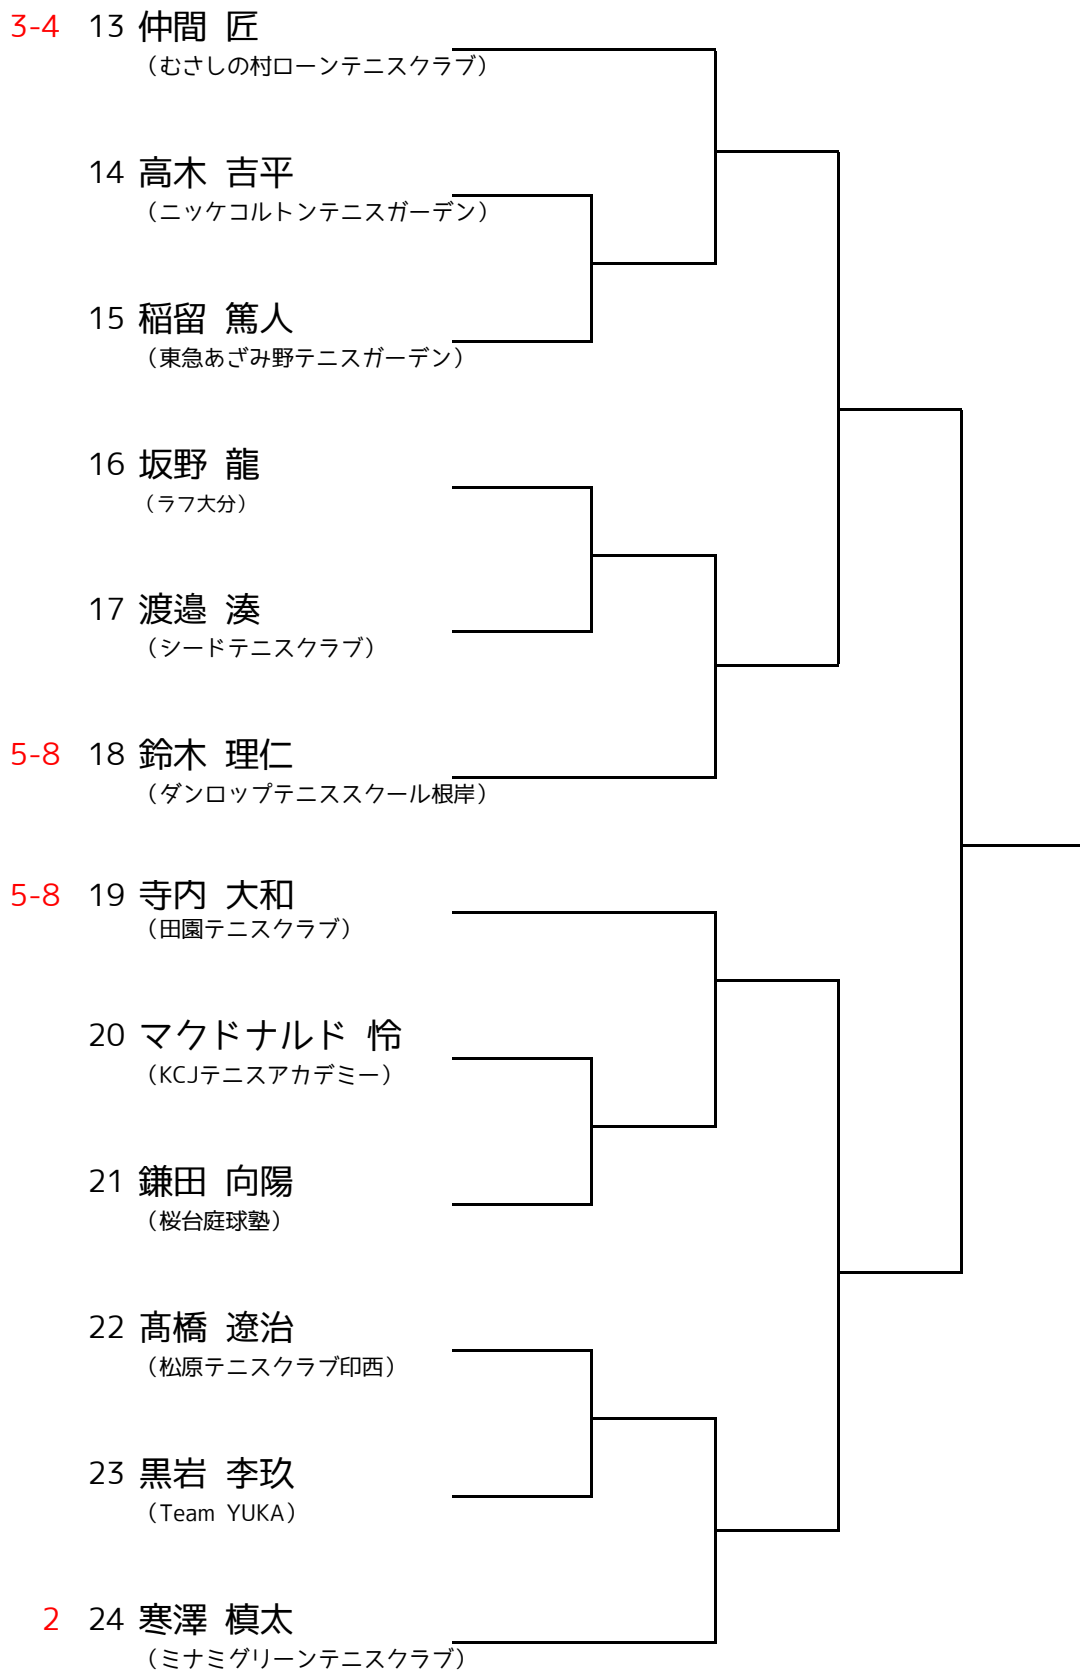 3-4 13 仲間 匠
（むさしの村ローンテニスクラブ）
14 高木 吉平
（ニッケコルトンテニスガーデン）
15 稲留 篤人
（東急あざみ野テニスガーデン）
16 坂野 龍
（ラフ大分）
17 渡邉 湊
（シードテニスクラブ）
5-8 18 鈴木 理仁
（ダンロップテニススクール根岸）
5-8 19 寺内 大和
（田園テニスクラブ）
20 マクドナルド 怜
（KCJテニスアカデミー）
21 鎌田 向陽
（桜台庭球塾）
22 髙橋 遼治
（松原テニスクラブ印西）
23 黒岩 李玖
（Team YUKA）
2 24 寒澤 槙太
（ミナミグリーンテニスクラブ）